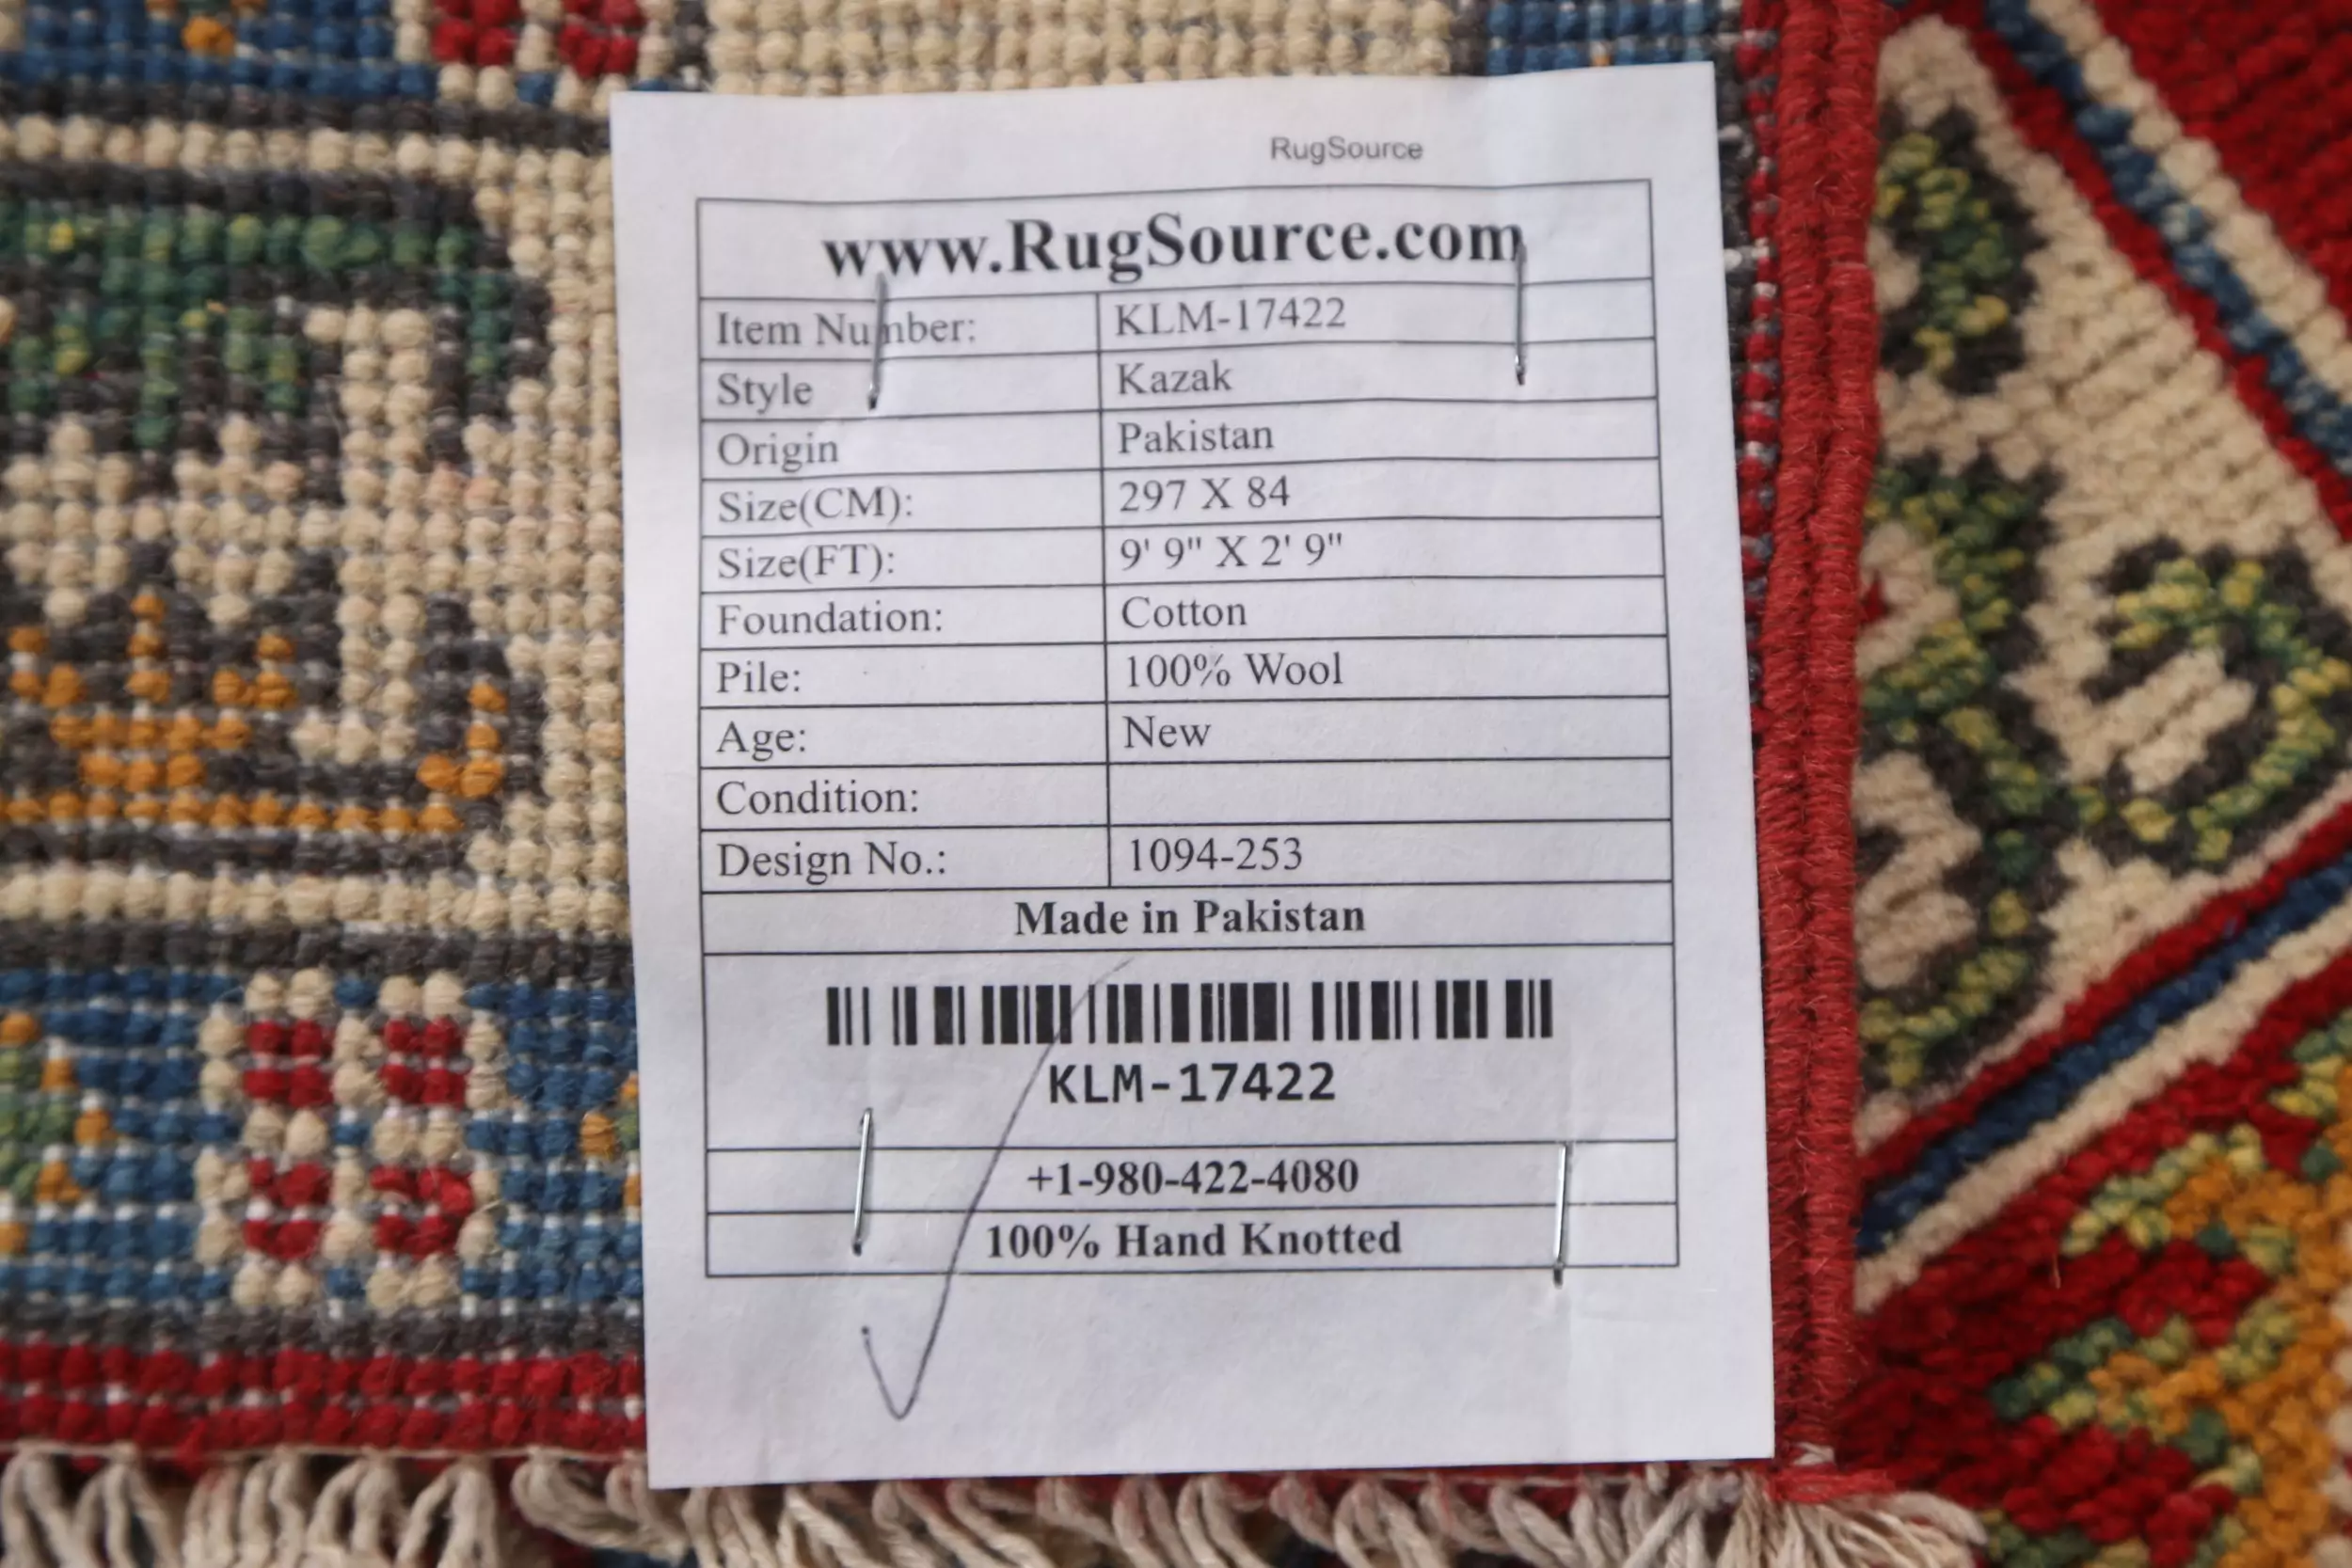 RugSource
www.RugSource.com
Item Number: KLM-17422
Style Kazak
Origin Pakistan
Size(CM): 297 X 84
Size(FT): 9' 9" X 2' 9"
Foundation: Cotton
Pile: 100% Wool
Age: New
Condition:
Design No.: 1094-253
Made in Pakistan
KLM-17422
+1-980-422-4080
100% Hand Knotted